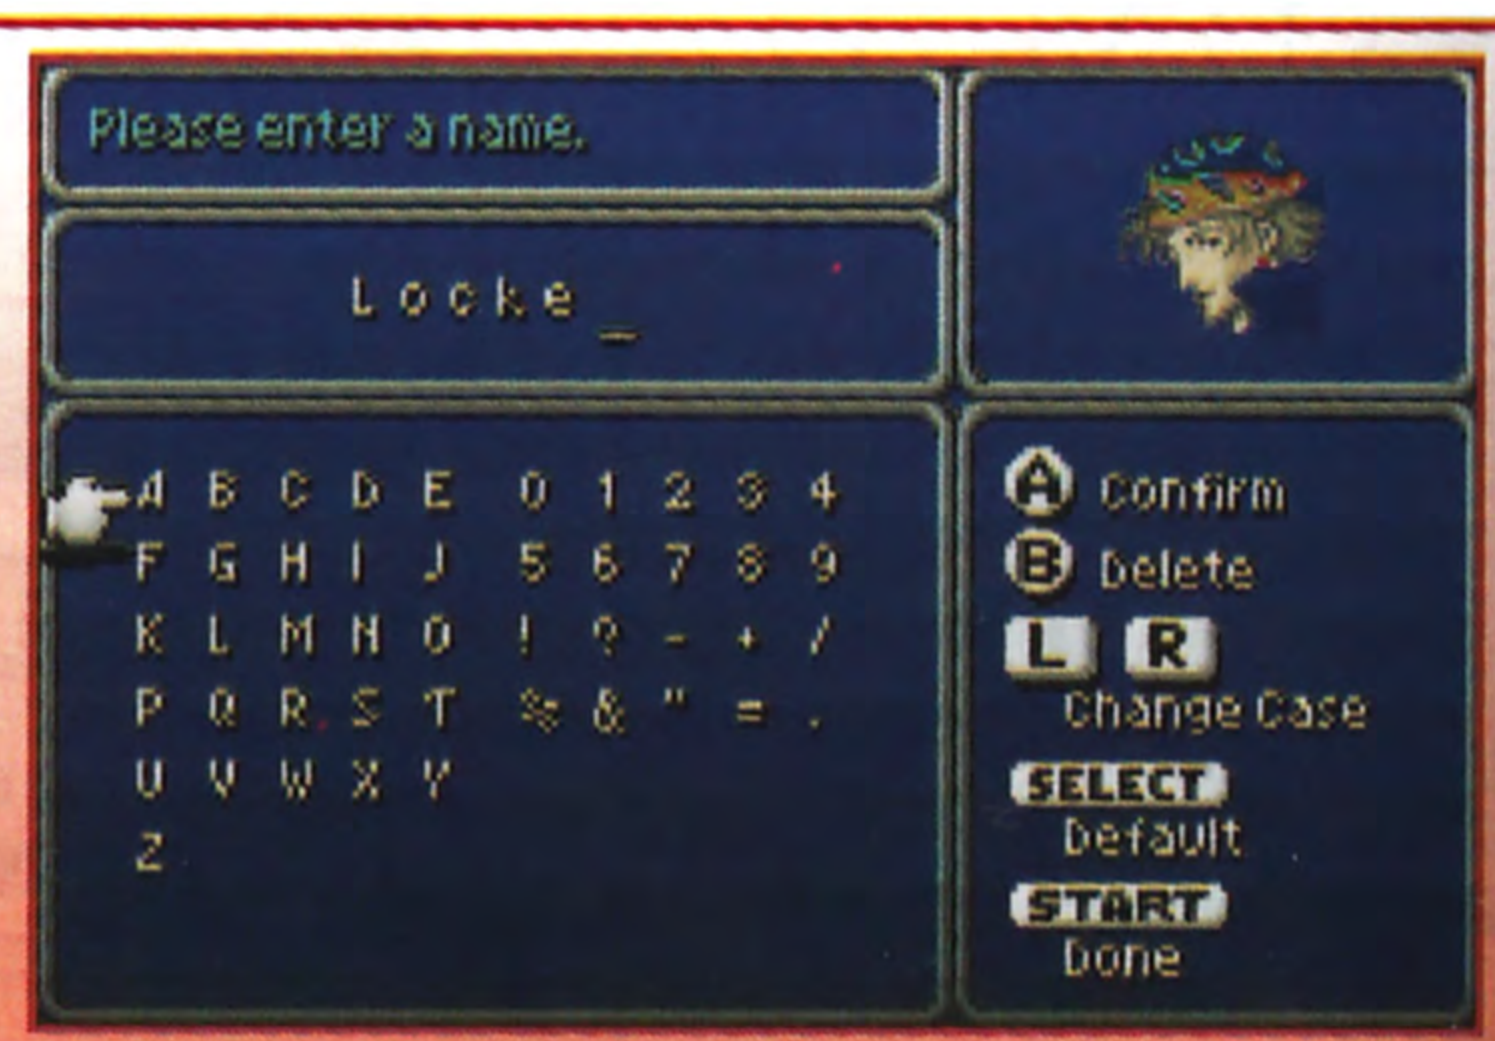 Please enter a name.
Locke_
A B C D E 0 1 2 3 4
F G H I J 5 6 7 8 9
K L M N O ! ? - + /
P Q R S T % & " = .
U V W X Y
Z
A Confirm
B Delete
L R
Change Case
SELECT
Default
START
Done